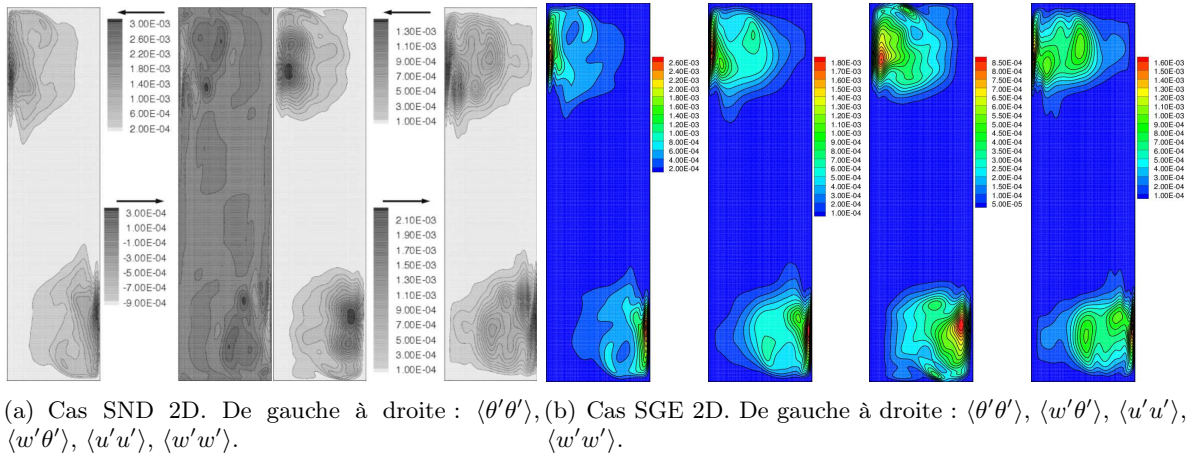 3.00E-03
2.60E-03
2.20E-03
1.80E-03
1.40E-03
1.00E-03
6.00E-04
2.00E-04
3.00E-04
-1.00E-04
-3.00E-04
-5.00E-04
-7.00E-04
-9.00E-04
1.30E-03
1.10E-03
9.00E-04
7.00E-04
5.00E-04
3.00E-04
1.00E-04
2.10E-03
1.90E-03
1.70E-03
1.50E-03
1.30E-03
1.10E-03
9.00E-04
7.00E-04
5.00E-04
3.00E-04
1.00E-04
2.60E-03
2.40E-03
2.20E-03
2.00E-03
1.80E-03
1.60E-03
1.40E-03
1.20E-03
1.00E-03
8.00E-04
6.00E-04
4.00E-04
2.00E-04
1.80E-03
1.70E-03
1.60E-03
1.50E-03
1.40E-03
1.30E-03
1.20E-03
1.10E-03
1.00E-03
9.00E-04
8.00E-04
7.00E-04
6.00E-04
5.00E-04
4.00E-04
3.00E-04
2.00E-04
1.00E-04
8.50E-04
8.00E-04
7.50E-04
7.00E-04
6.50E-04
6.00E-04
5.50E-04
5.00E-04
4.50E-04
4.00E-04
3.50E-04
3.00E-04
2.50E-04
2.00E-04
1.50E-04
1.00E-04
5.00E-05
1.60E-03
1.50E-03
1.40E-03
1.30E-03
1.20E-03
1.10E-03
1.00E-03
9.00E-04
8.00E-04
7.00E-04
6.00E-04
5.00E-04
4.00E-04
3.00E-04
2.00E-04
1.00E-04
(a) Cas SND 2D. De gauche à droite : ⟨θ′θ′⟩,
⟨w′θ′⟩, ⟨u′u′⟩, ⟨w′w′⟩.
(b) Cas SGE 2D. De gauche à droite : ⟨θ′θ′⟩, ⟨w′θ′⟩, ⟨u′u′⟩,
⟨w′w′⟩.